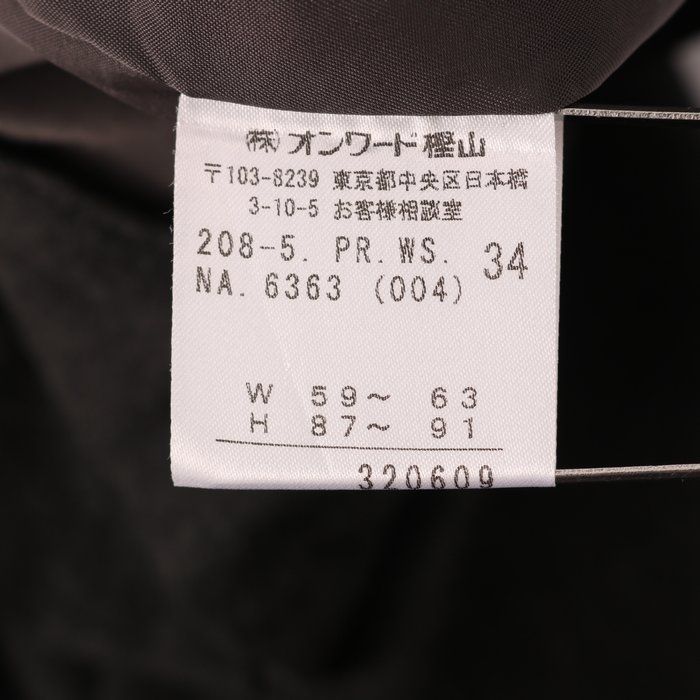 ㈱オンワード樫山
〒103-8239 東京都中央区日本橋
3-10-5 お客様相談室
208-5. PR. WS. 34
NA. 6363 (004)
W 59〜 63
H 87〜 91
320609